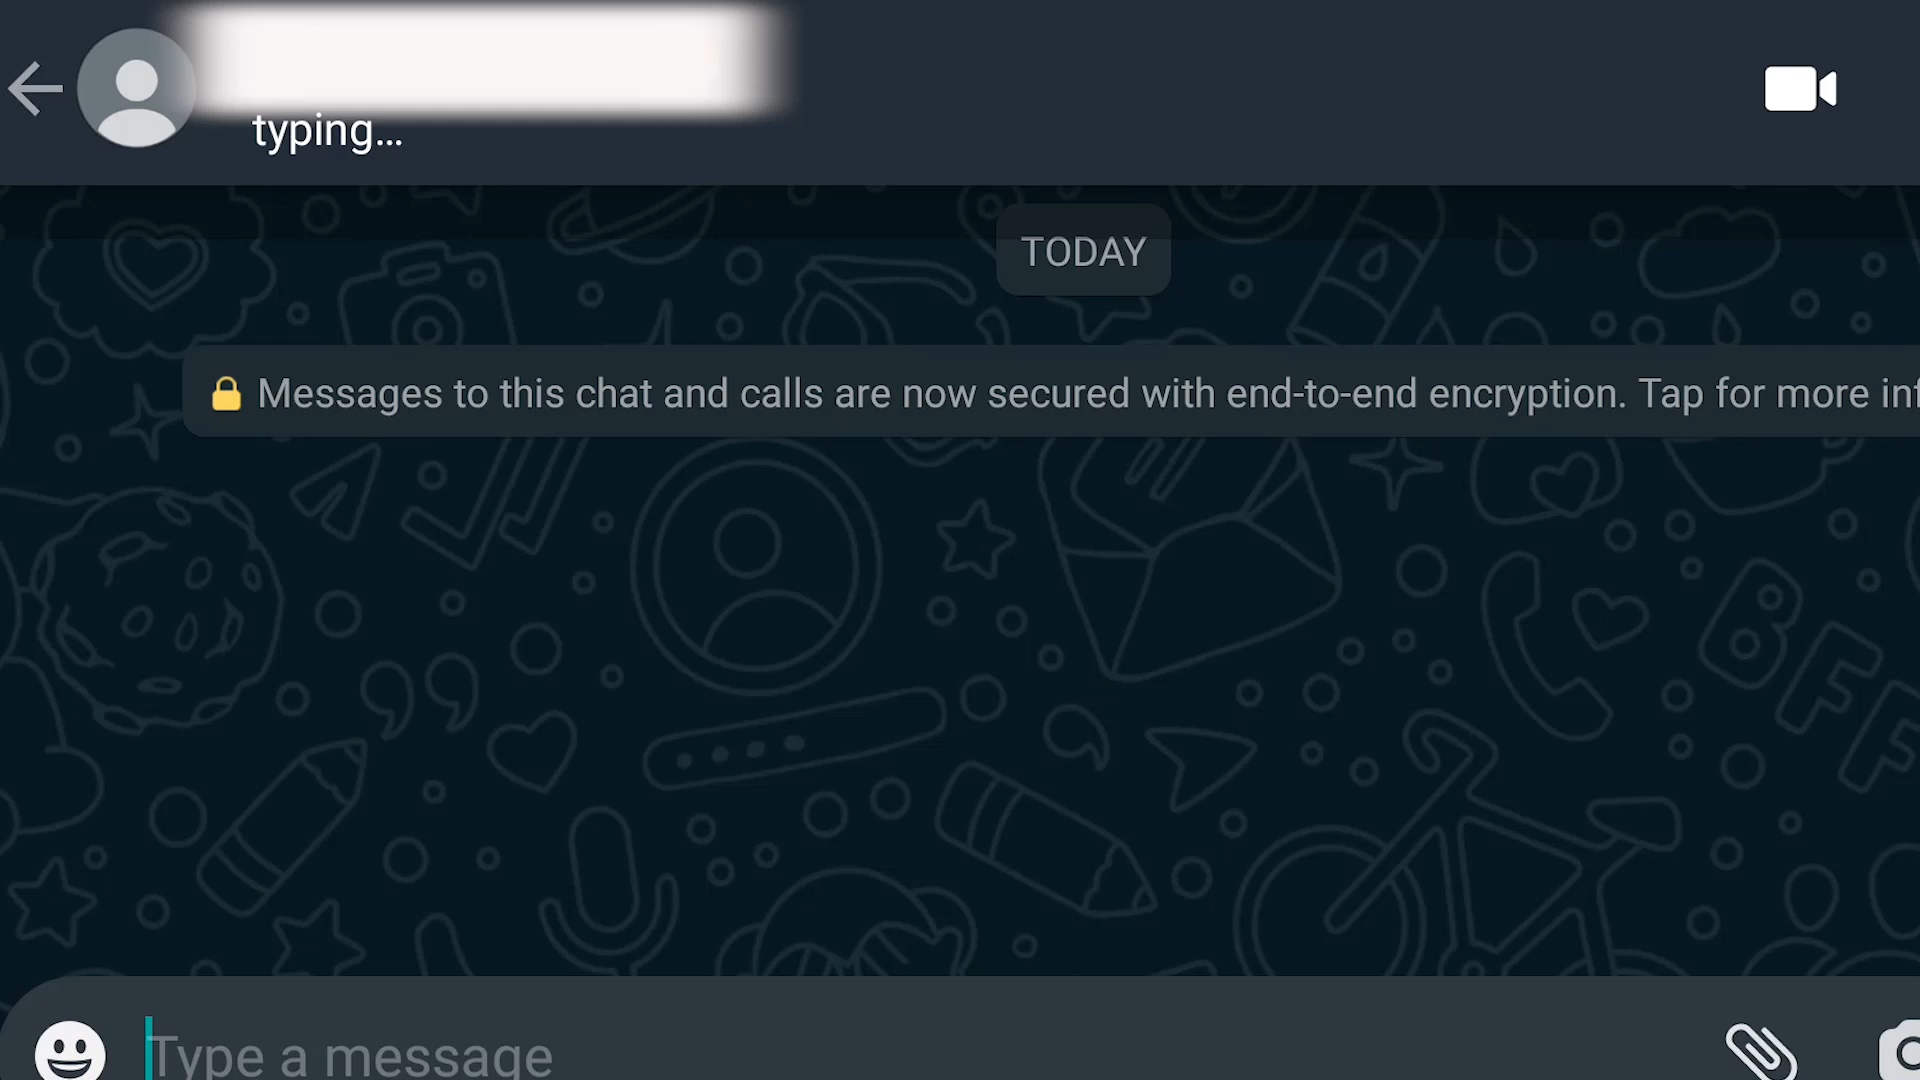 typing...
TODAY
Messages to this chat and calls are now secured with end-to-end encryption. Tap for more inf
BFF
Type a message